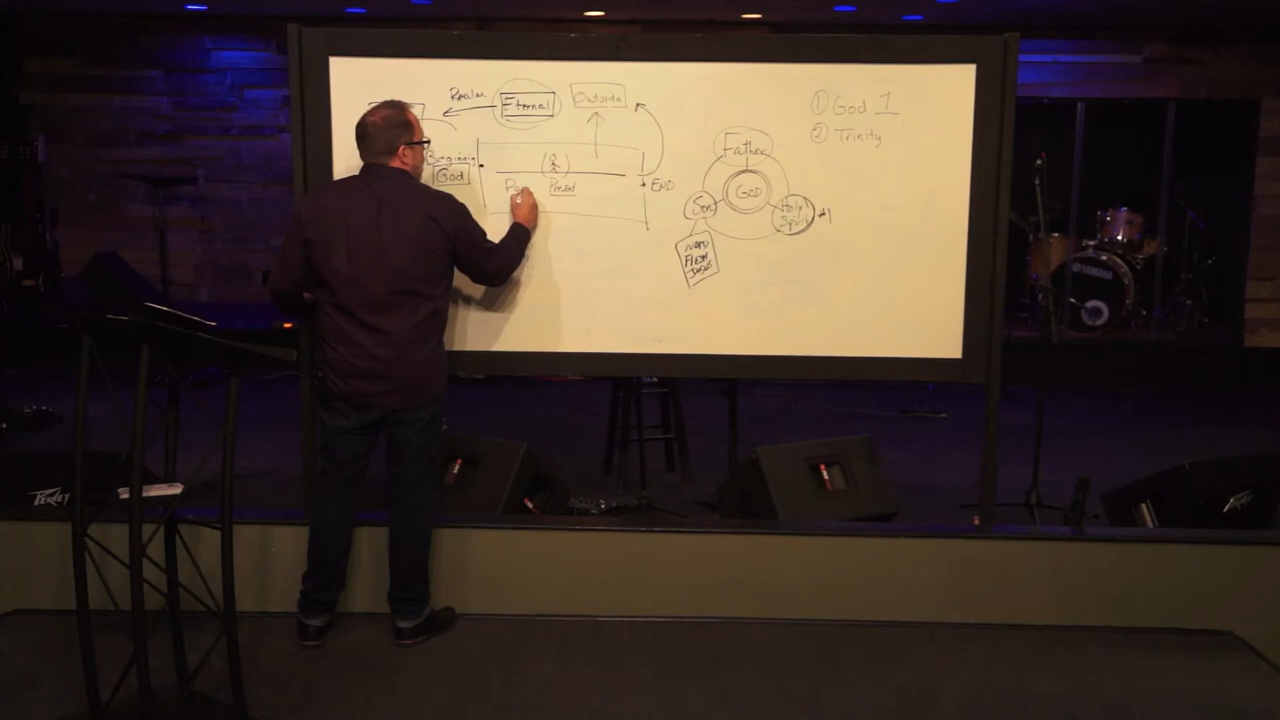 Realm
Eternal
Outside
Beginning
God
Present
END
Father
GOD
Son
Holy
Spirit
#1
WORD
FLESH
JESUS
① God 1
② Trinity
YAMAHA
PEAVEY